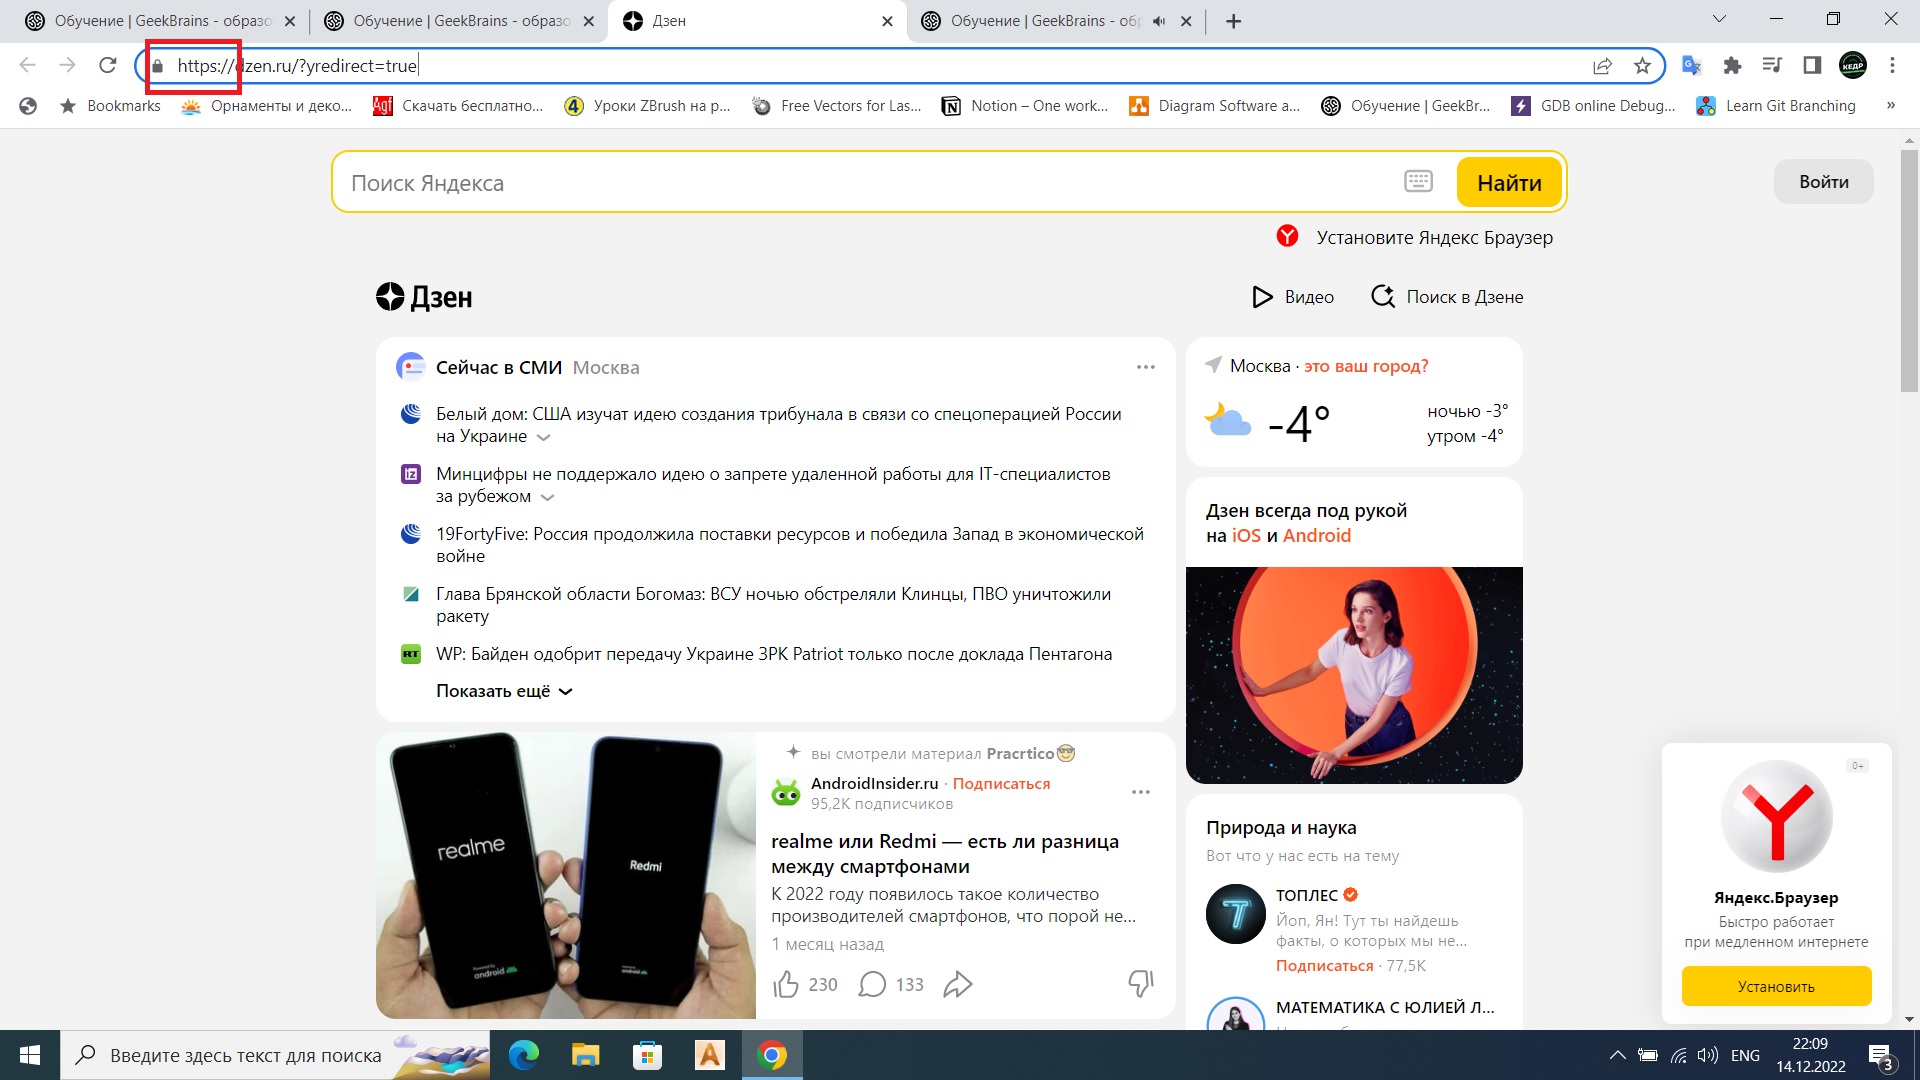 Обучение | GeekBrains - образо
Обучение | GeekBrains - образо
Дзен
Обучение | GeekBrains - об
https://dzen.ru/?yredirect=true
КЕДР
Bookmarks
Орнаменты и деко...
Agf
Скачать бесплатно...
4
Уроки ZBrush на р...
Free Vectors for Las...
Notion – One work...
Diagram Software a...
Обучение | GeekBr...
GDB online Debug...
Learn Git Branching
»
Поиск Яндекса
Найти
Войти
Установите Яндекс Браузер
Дзен
Видео
Поиск в Дзене
Сейчас в СМИ Москва
Белый дом: США изучат идею создания трибунала в связи со спецоперацией России
на Украине
iz
Минцифры не поддержало идею о запрете удаленной работы для IT-специалистов
за рубежом
19FortyFive: Россия продолжила поставки ресурсов и победила Запад в экономической
войне
Глава Брянской области Богомаз: ВСУ ночью обстреляли Клинцы, ПВО уничтожили
ракету
RT
WP: Байден одобрит передачу Украине ЗРК Patriot только после доклада Пентагона
Показать ещё
Москва · это ваш город?
-4°
ночью -3°
утром -4°
Дзен всегда под рукой
на iOS и Android
realme
Redmi
android
android
вы смотрели материал Pracrtico
AndroidInsider.ru · Подписаться
95,2K подписчиков
realme или Redmi — есть ли разница
между смартфонами
К 2022 году появилось такое количество
производителей смартфонов, что порой не...
1 месяц назад
230
133
Природа и наука
Вот что у нас есть на тему
ТОПЛЕС
Йоп, Ян! Тут ты найдешь
факты, о которых мы не...
Подписаться · 77,5K
МАТЕМАТИКА С ЮЛИЕЙ Л...
0+
Яндекс.Браузер
Быстро работает
при медленном интернете
Установить
Введите здесь текст для поиска
ENG
22:09
14.12.2022
3